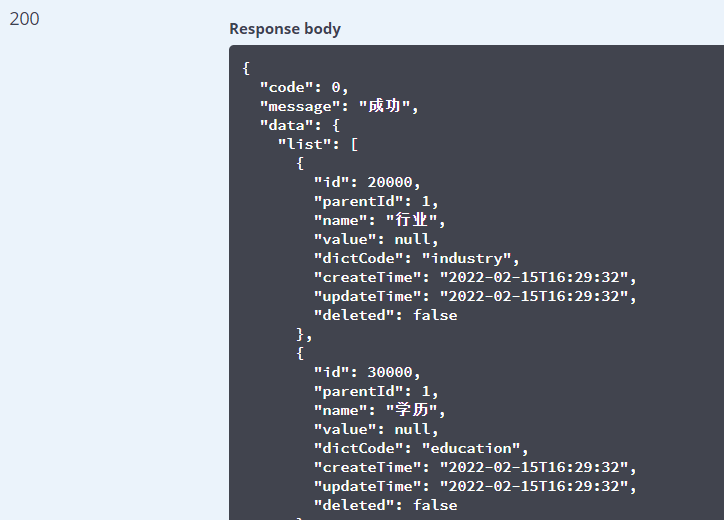 200
Response body
{
  "code": 0,
  "message": "成功",
  "data": {
    "list": [
      {
        "id": 20000,
        "parentId": 1,
        "name": "行业",
        "value": null,
        "dictCode": "industry",
        "createTime": "2022-02-15T16:29:32",
        "updateTime": "2022-02-15T16:29:32",
        "deleted": false
      },
      {
        "id": 30000,
        "parentId": 1,
        "name": "学历",
        "value": null,
        "dictCode": "education",
        "createTime": "2022-02-15T16:29:32",
        "updateTime": "2022-02-15T16:29:32",
        "deleted": false